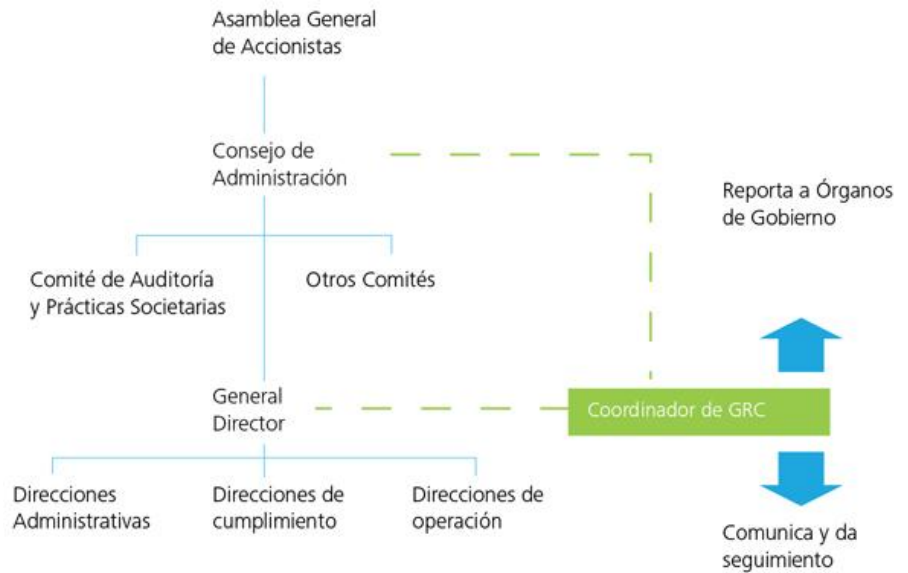 Asamblea General
de Accionistas
Consejo de
Administración
Reporta a Órganos
de Gobierno
Comité de Auditoría
y Prácticas Societarias
Otros Comités
General
Director
Coordinador de GRC
Direcciones
Administrativas
Direcciones de
cumplimiento
Direcciones de
operación
Comunica y da
seguimiento